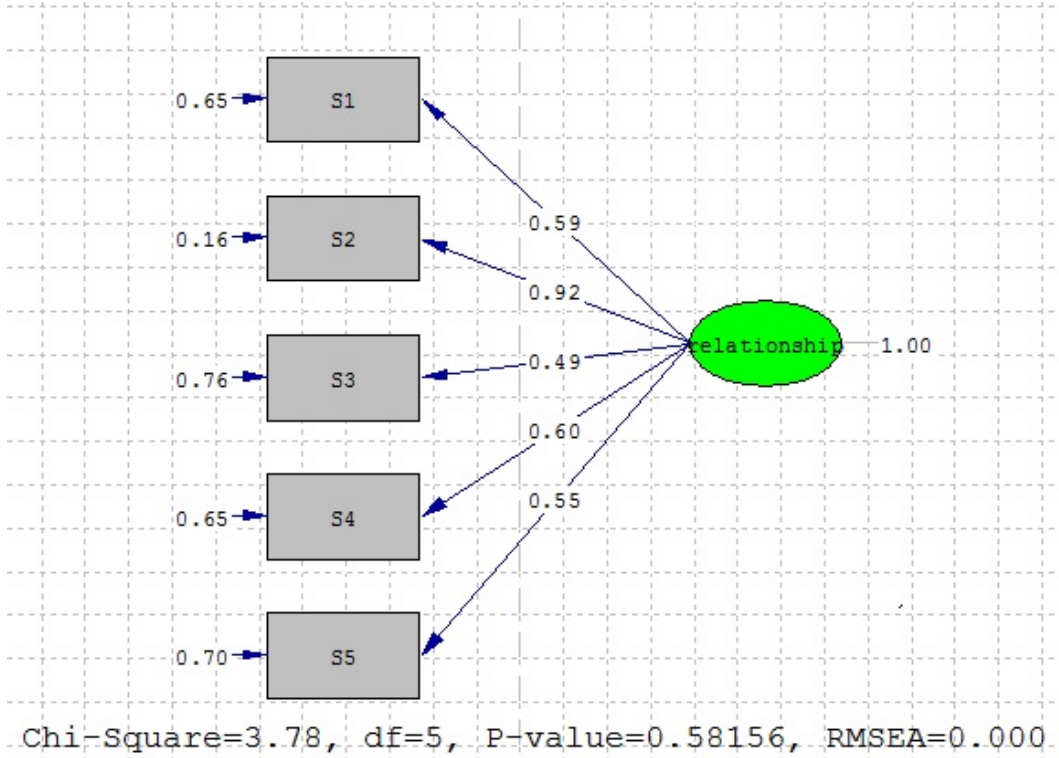 0.65 S1
0.59
0.16 S2
0.92
relationship 1.00
0.49
0.76 S3
0.60
0.55
0.65 S4
0.70 S5
Chi-Square=3.78, df=5, P-value=0.58156, RMSEA=0.000